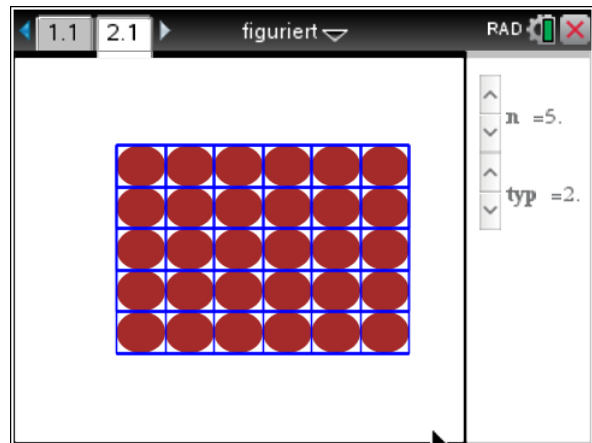 1.1 2.1 figuriert RAD
n =5.
typ =2.